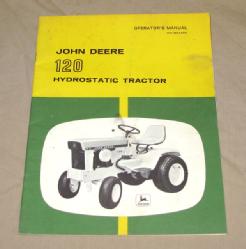 OPERATOR'S MANUAL
JOHN DEERE
120
HYDROSTATIC TRACTOR